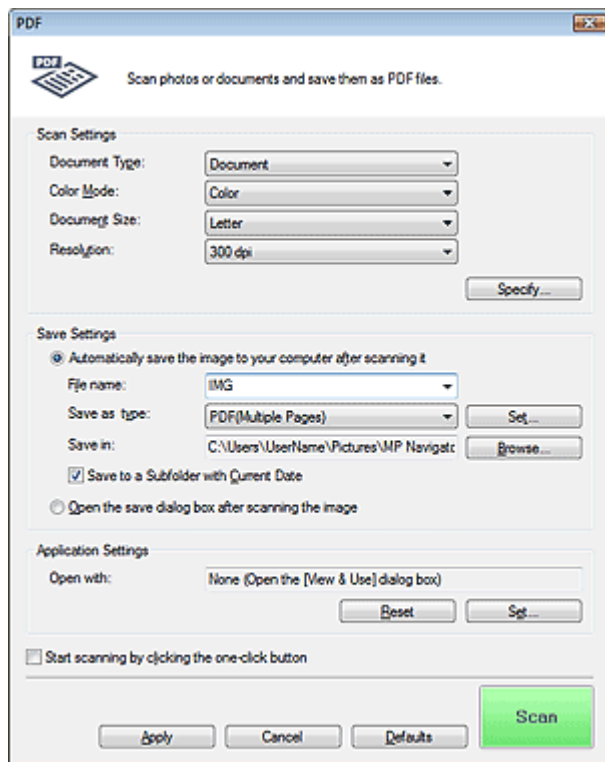 PDF
PDF
Scan photos or documents and save them as PDF files.
Scan Settings
Document Type: Document
Color Mode: Color
Document Size: Letter
Resolution: 300 dpi
Specify...
Save Settings
Automatically save the image to your computer after scanning it
File name: IMG
Save as type: PDF(Multiple Pages) Set...
Save in: C:\Users\UserName\Pictures\MP Navigato Browse...
Save to a Subfolder with Current Date
Open the save dialog box after scanning the image
Application Settings
Open with: None (Open the [View & Use] dialog box)
Reset Set...
Start scanning by clicking the one-click button
Scan
Apply Cancel Defaults